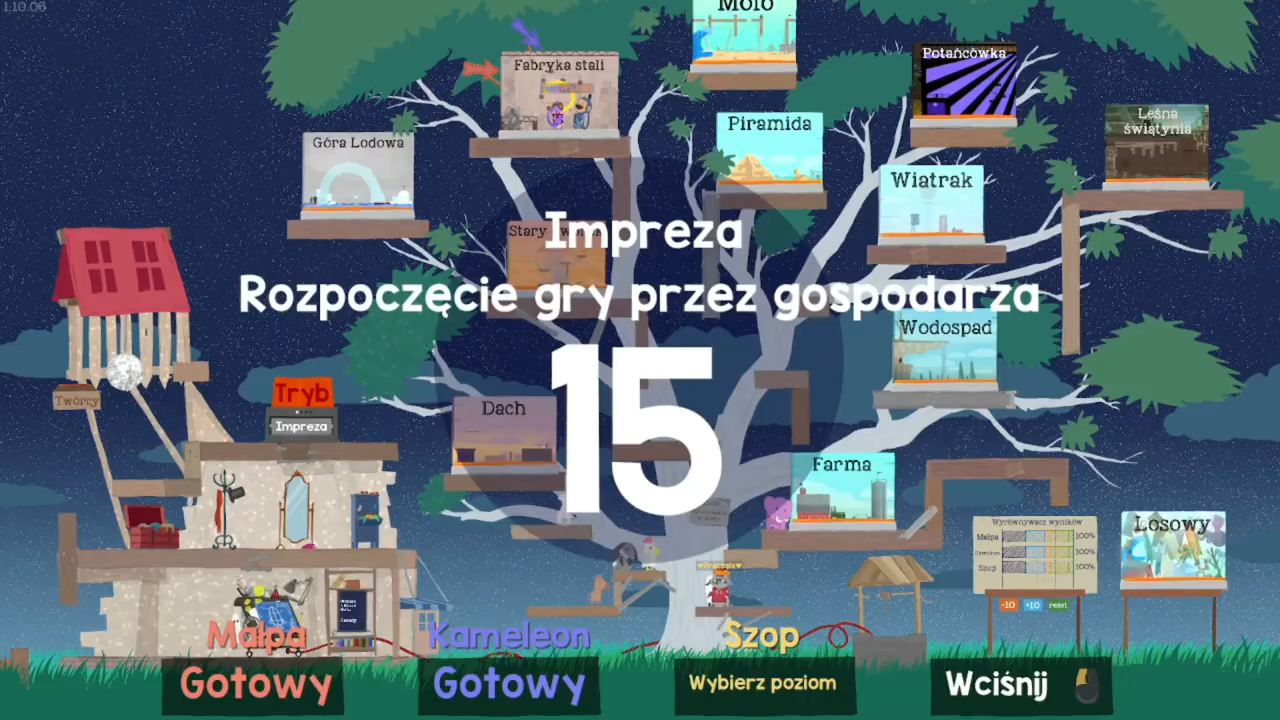 1:10.06
Molo
Potańcówka
Fabryka stali
Leśna
świątynia
Piramida
Góra Lodowa
Wiatrak
Stary
Impreza
Rozpoczęcie gry przez gospodarza
Wodospad
15
Tryb
Impreza
Twórcy
Dach
Farma
Wyrównywacz wyników
Małpa 100%
Kameleon 100%
Szop 100%
-10 +10 reset
Losowy
Małpa
Kameleon
Szop
Gotowy
Gotowy
Wybierz poziom
Wciśnij